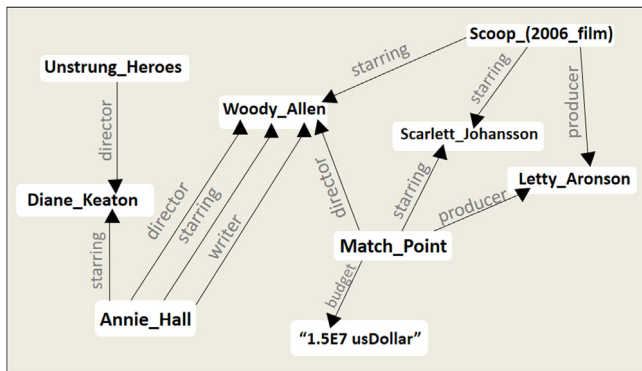 Scoop_(2006_film)
Unstrung_Heroes
starring
starring
Woody_Allen
producer
director
Scarlett_Johansson
Diane_Keaton
Letty_Aronson
director
starring
writer
director
starring
producer
starring
Match_Point
budget
Annie_Hall
“1.5E7 usDollar”